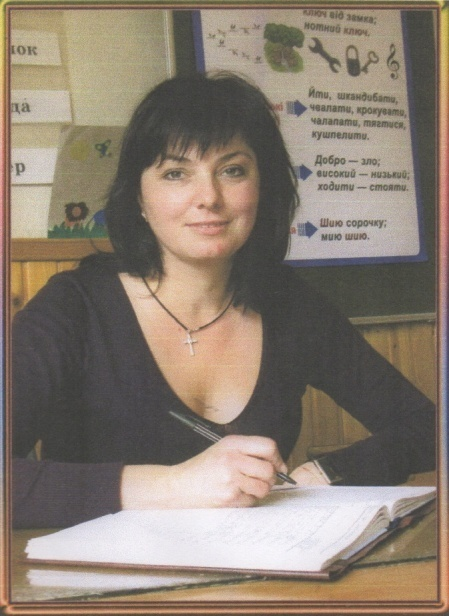 ключ від замка;
нотний ключ.
ок
да
ер
Йти, шкандибати,
чвалати, крокувати,
чалапати, тягтися,
кушпелити.
Добро — зло;
високий — низький;
ходити — стояти.
Шию сорочку;
мию шию.